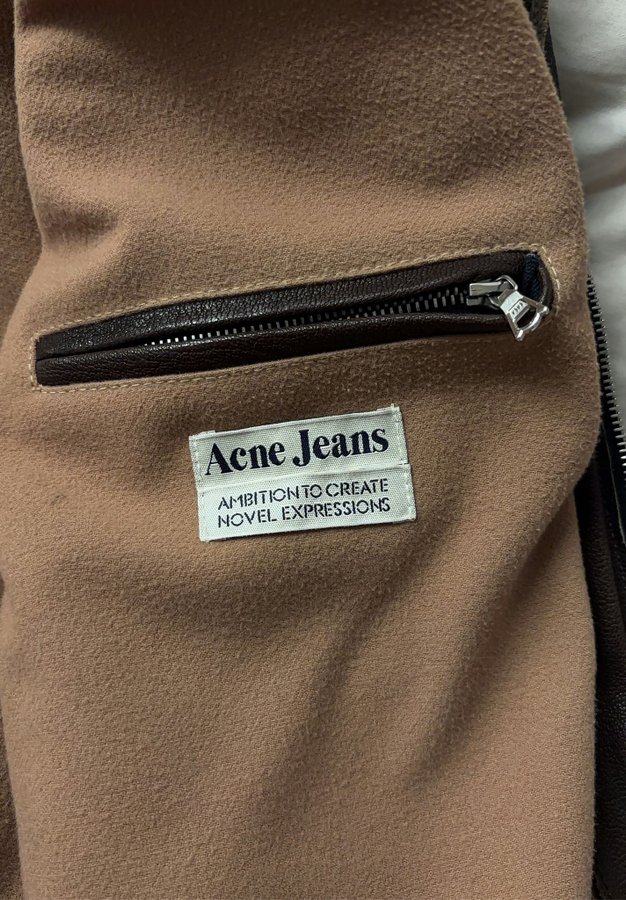 Acne Jeans
AMBITION TO CREATE
NOVEL EXPRESSIONS